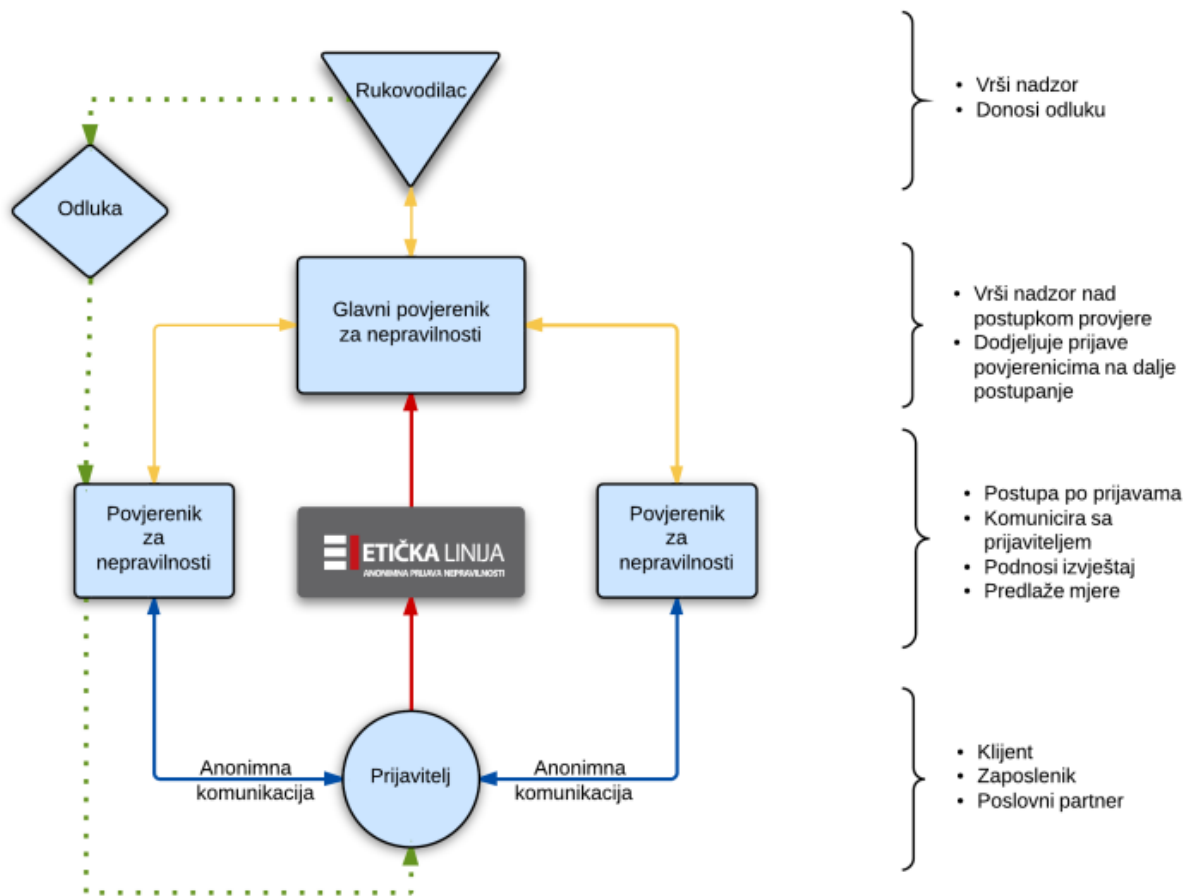 Rukovodilac
• Vrši nadzor
• Donosi odluku
Odluka
Glavni povjerenik
za nepravilnosti
• Vrši nadzor nad
postupkom provjere
• Dodjeljuje prijave
povjerenicima na dalje
postupanje
Povjerenik
za
nepravilnosti
ETIČKA LINIJA
ANONIMNA PRIJAVA NEPRAVILNOSTI
Povjerenik
za
nepravilnosti
• Postupa po prijavama
• Komunicira sa
prijaviteljem
• Podnosi izvještaj
• Predlaže mjere
Anonimna
komunikacija
Prijavitelj
Anonimna
komunikacija
• Klijent
• Zaposlenik
• Poslovni partner